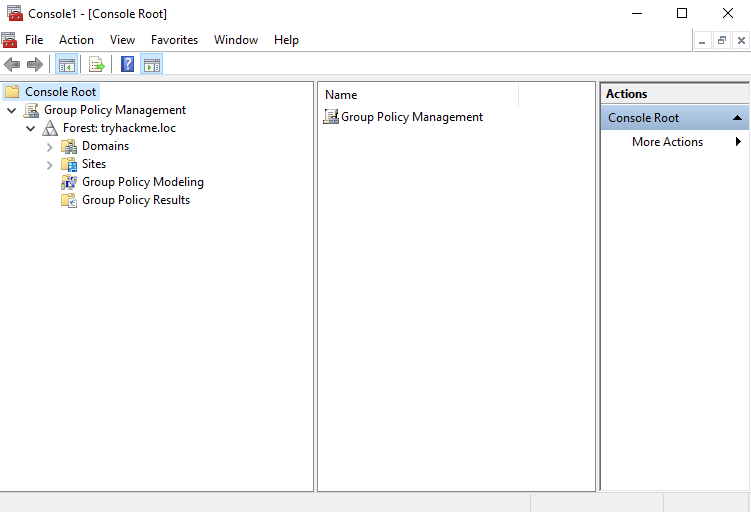 Console1 - [Console Root]
File Action View Favorites Window Help
Console Root
Group Policy Management
Forest: tryhackme.loc
Domains
Sites
Group Policy Modeling
Group Policy Results
Name
Group Policy Management
Actions
Console Root
More Actions